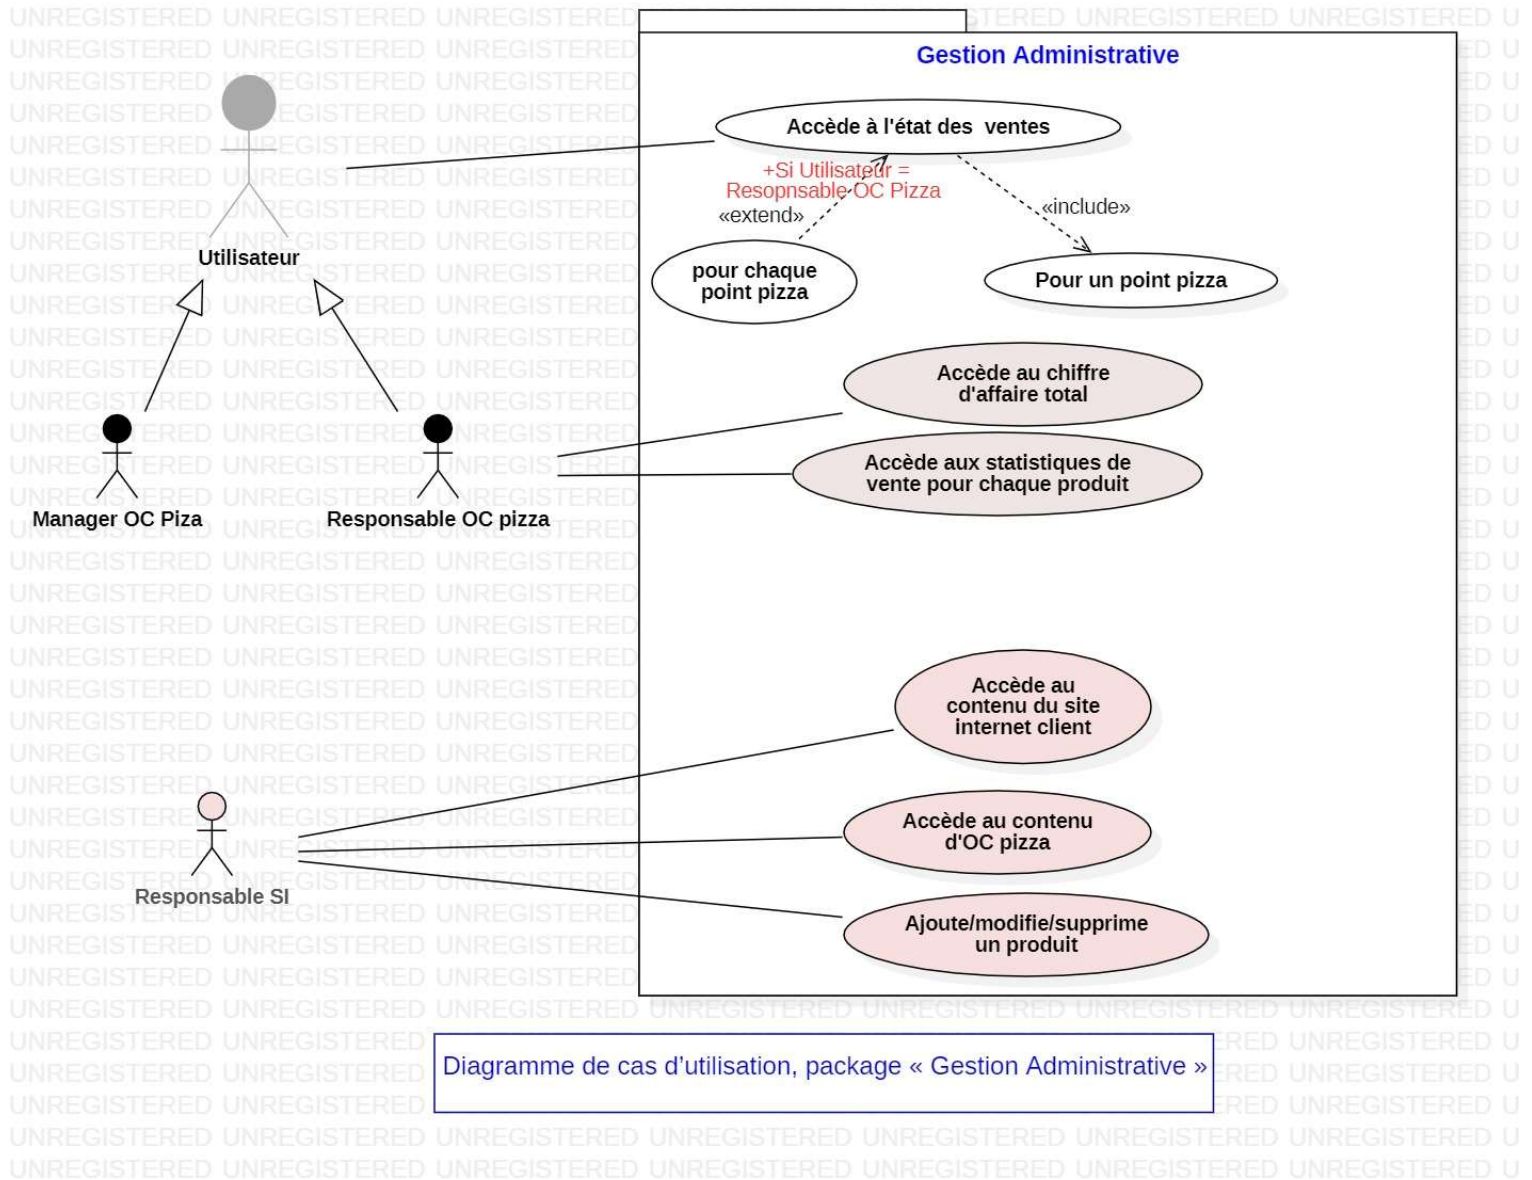 Gestion Administrative
Accède à l'état des  ventes
+Si Utilisateur =
Resopnsable OC Pizza
«extend»
«include»
pour chaque
point pizza
Pour un point pizza
Utilisateur
Accède au chiffre
d'affaire total
Accède aux statistiques de
vente pour chaque produit
Manager OC Piza
Responsable OC pizza
Accède au
contenu du site
internet client
Accède au contenu
d'OC pizza
Responsable SI
Ajoute/modifie/supprime
un produit
Diagramme de cas d’utilisation, package « Gestion Administrative »
UNREGISTERED